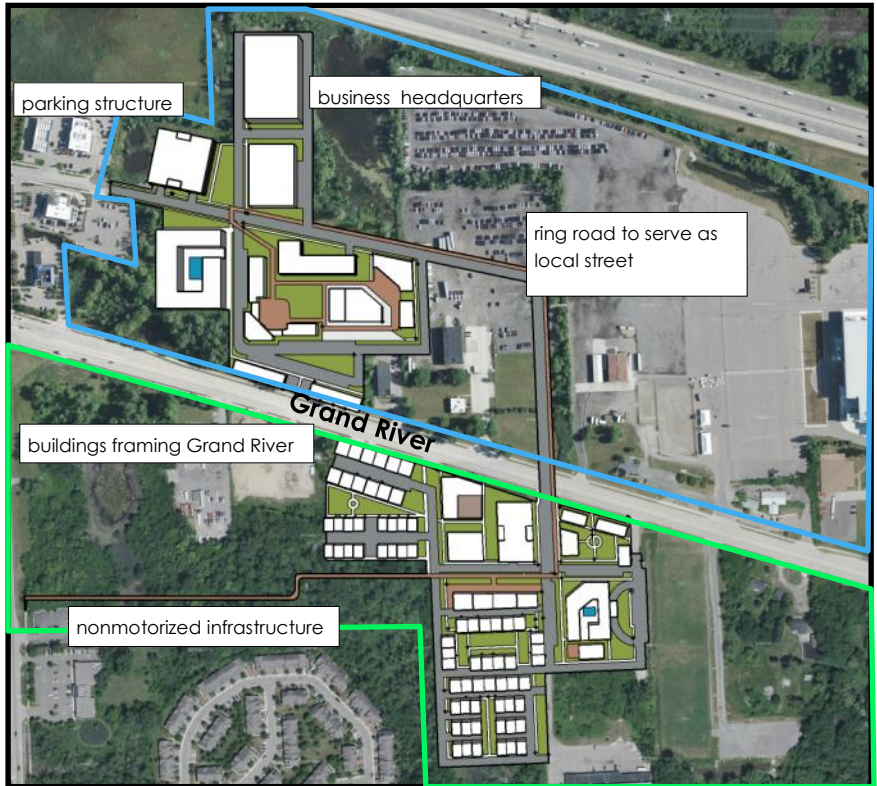 parking structure
business headquarters
ring road to serve as
local street
Grand River
buildings framing Grand River
nonmotorized infrastructure